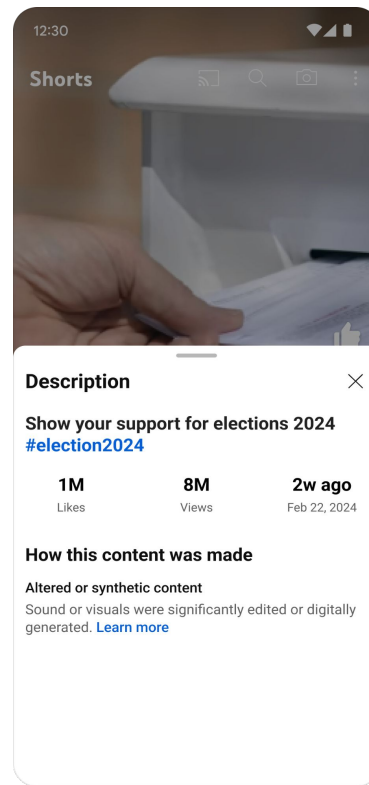 12:30
Shorts
Description
Show your support for elections 2024
#election2024
1M 8M 2w ago
Likes Views Feb 22, 2024
How this content was made
Altered or synthetic content
Sound or visuals were significantly edited or digitally
generated. Learn more